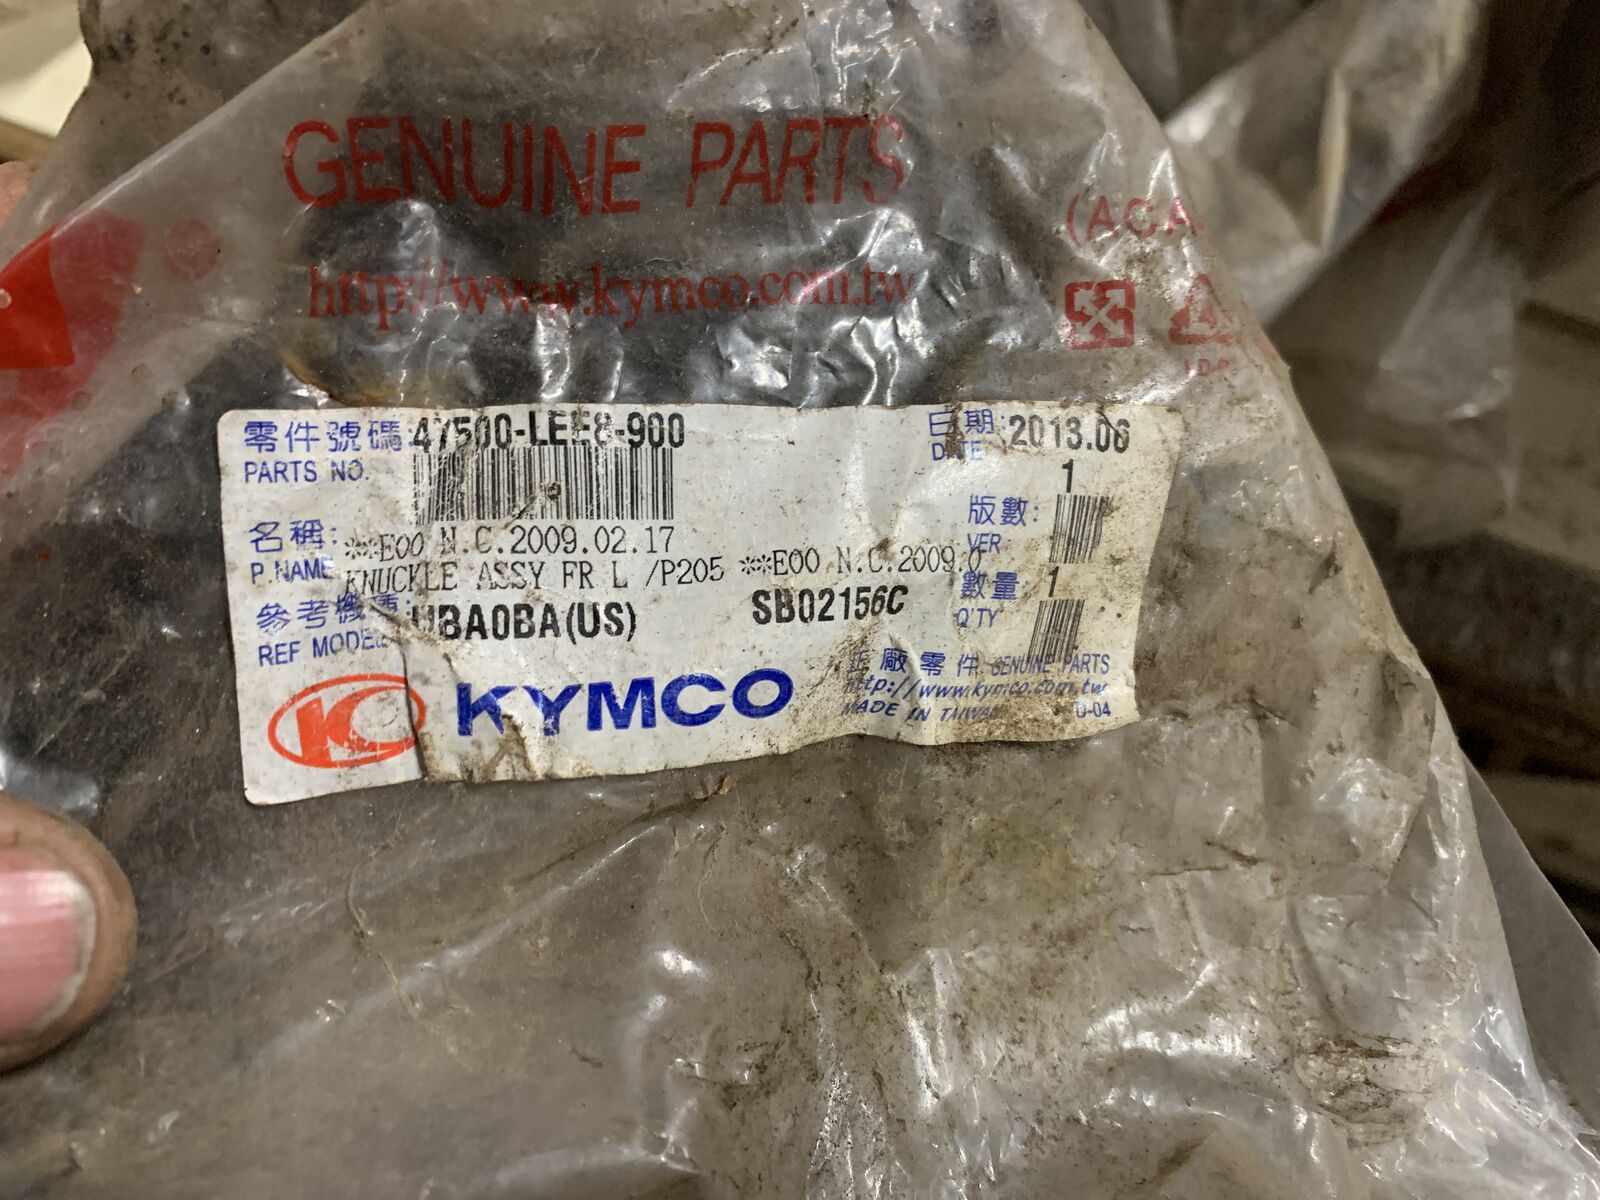 GENUINE PARTS
http://www.kymco.com.tw
(ACA
零件號碼: 47500-LEE8-900
PARTS NO.
日期: 2013.06
DATE
1
版數:
VER
名稱: **E00 N.C.2009.02.17
P.NAME KNUCKLE ASSY FR L /P205 **E00 N.C.2009.0
數量: 1
Q'TY
參考機種: UBA0BA(US) SB02156C
REF MODEL
KYMCO
正廠零件 GENUINE PARTS
http://www.kymco.com.tw
MADE IN TAIWAN D-04